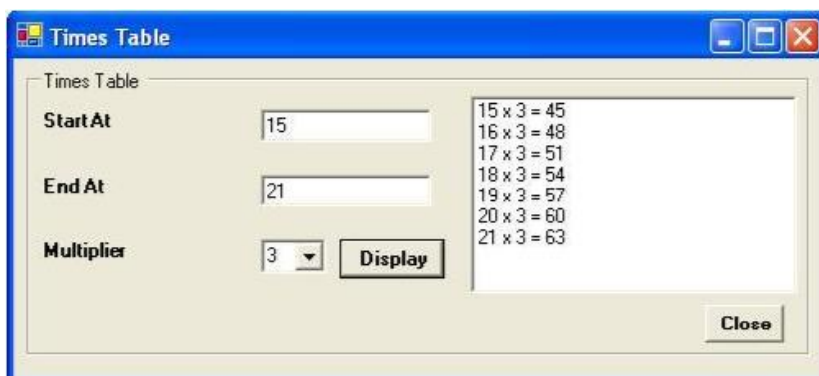 Times Table
Times Table
Start At
15
End At
21
Multiplier
3
Display
15 x 3 = 45
16 x 3 = 48
17 x 3 = 51
18 x 3 = 54
19 x 3 = 57
20 x 3 = 60
21 x 3 = 63
Close